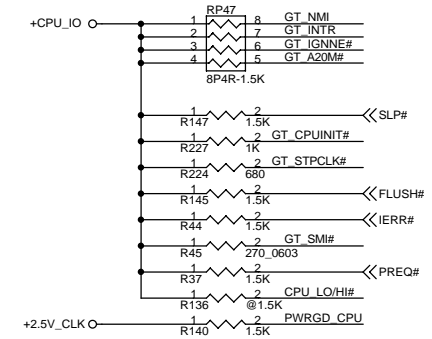 RP47
+CPU_IO 1 8 GT_NMI
2 7 GT_INTR
3 6 GT_IGNNE#
4 5 GT_A20M#
8P4R-1.5K
1 2 SLP#
R147 1.5K
1 2 GT_CPUINIT#
R227 1K
1 2 GT_STPCLK#
R224 680
1 2 FLUSH#
R145 1.5K
1 2 IERR#
R44 1.5K
1 2 GT_SMI#
R45 270_0603
1 2 PREQ#
R37 1.5K
1 2 CPU_LO/HI#
R136 @1.5K
+2.5V_CLK 1 2 PWRGD_CPU
R140 1.5K